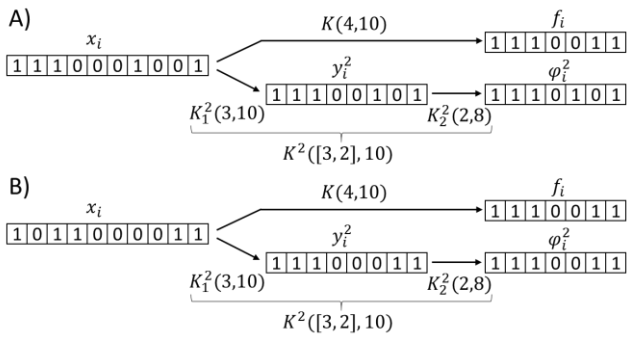 A)
K(4,10)
f_i
x_i
1 1 1 0 0 1 1
1 1 1 0 0 0 1 0 0 1
y_i^2
φ_i^2
1 1 1 0 0 1 0 1
1 1 1 0 1 0 1
K_1^2(3,10)
K_2^2(2,8)
K^2([3,2],10)
B)
K(4,10)
f_i
x_i
1 1 1 0 0 1 1
1 0 1 1 0 0 0 0 1 1
y_i^2
φ_i^2
1 1 1 0 0 0 1 1
1 1 1 0 0 1 1
K_1^2(3,10)
K_2^2(2,8)
K^2([3,2],10)